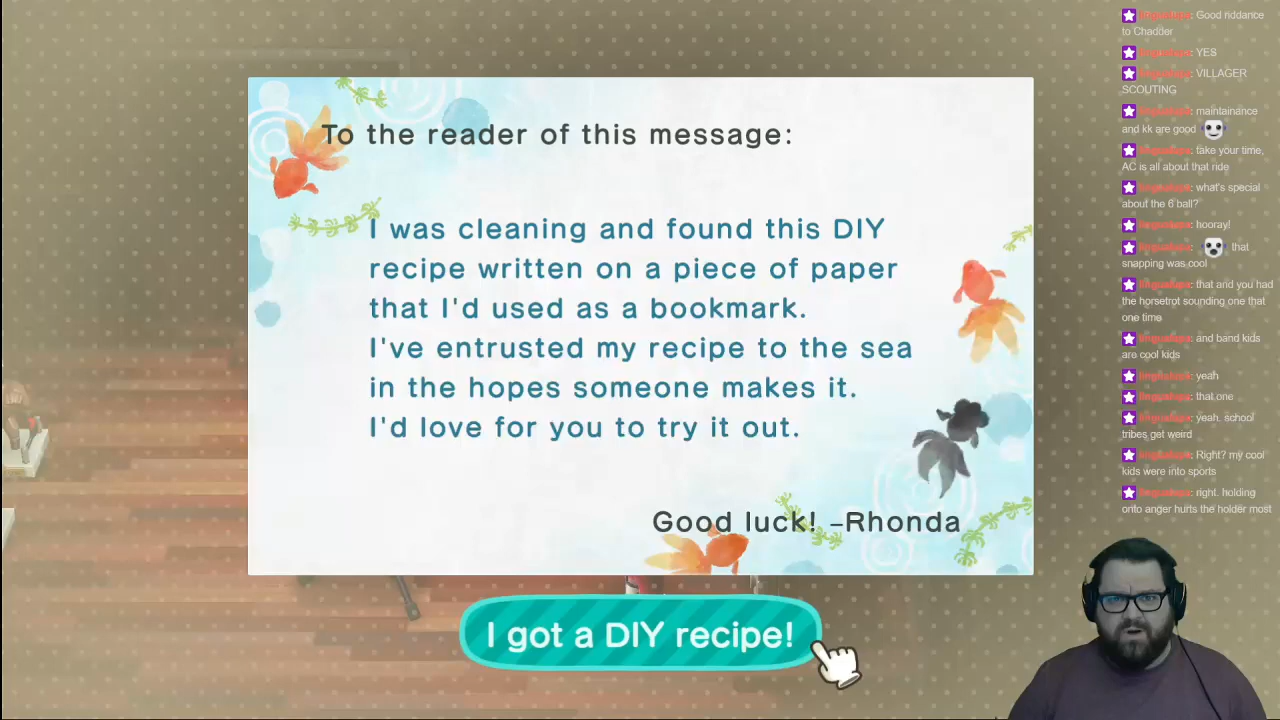 To the reader of this message:
I was cleaning and found this DIY
recipe written on a piece of paper
that I'd used as a bookmark.
I've entrusted my recipe to the sea
in the hopes someone makes it.
I'd love for you to try it out.
Good luck! –Rhonda
I got a DIY recipe!
: Good riddance
to Chadder
: YES
: VILLAGER
SCOUTING
: maintainance
and kk are good
: take your time,
AC is all about that ride
: what's special
about the 6 ball?
: hooray!
: that
snapping was cool
: that and you had
the horsetrot sounding one that
one time
: and band kids
are cool kids
: yeah
: that one
: yeah. school
tribes get weird
: Right? my cool
kids were into sports
: right. holding
onto anger hurts the holder most